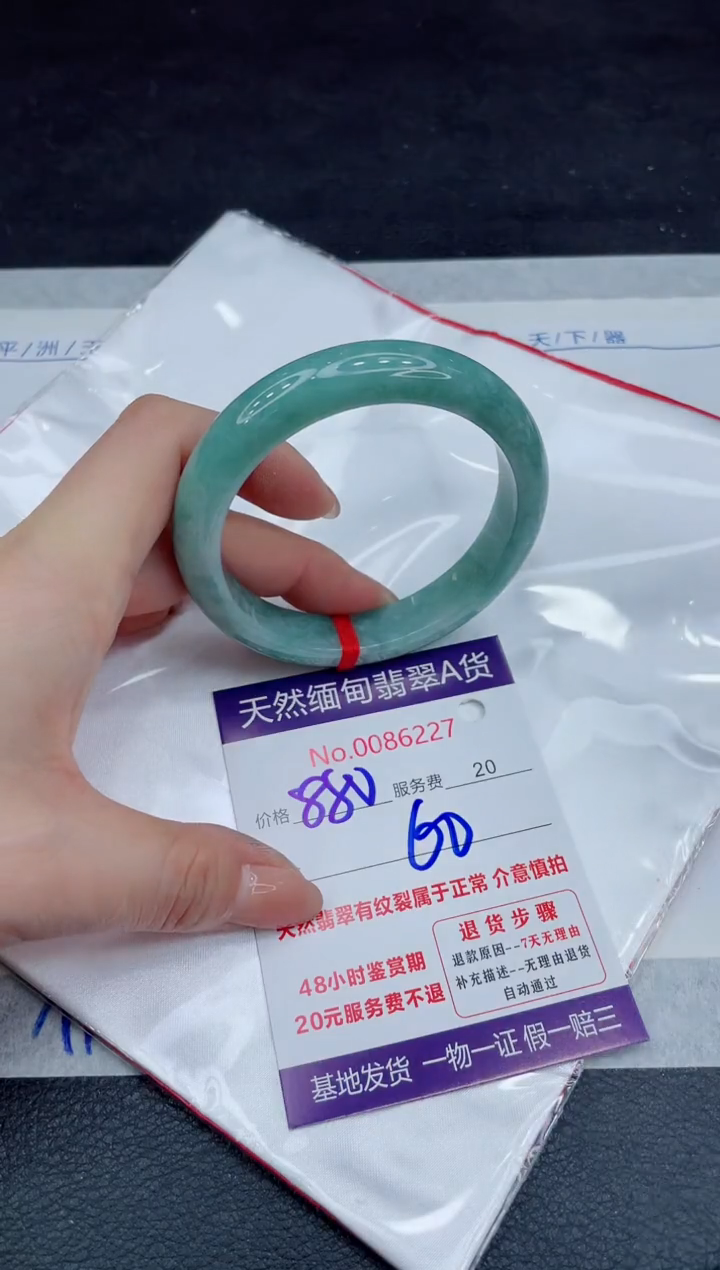 平/洲/玉
天/下/器
天然缅甸翡翠A货
No.0086227
价格 880 服务费 20
60
天然翡翠有纹裂属于正常 介意慎拍
48小时鉴赏期
20元服务费不退
退货步骤
退款原因--7天无理由
补充描述--无理由退货
自动通过
基地发货 一物一证 假一赔三